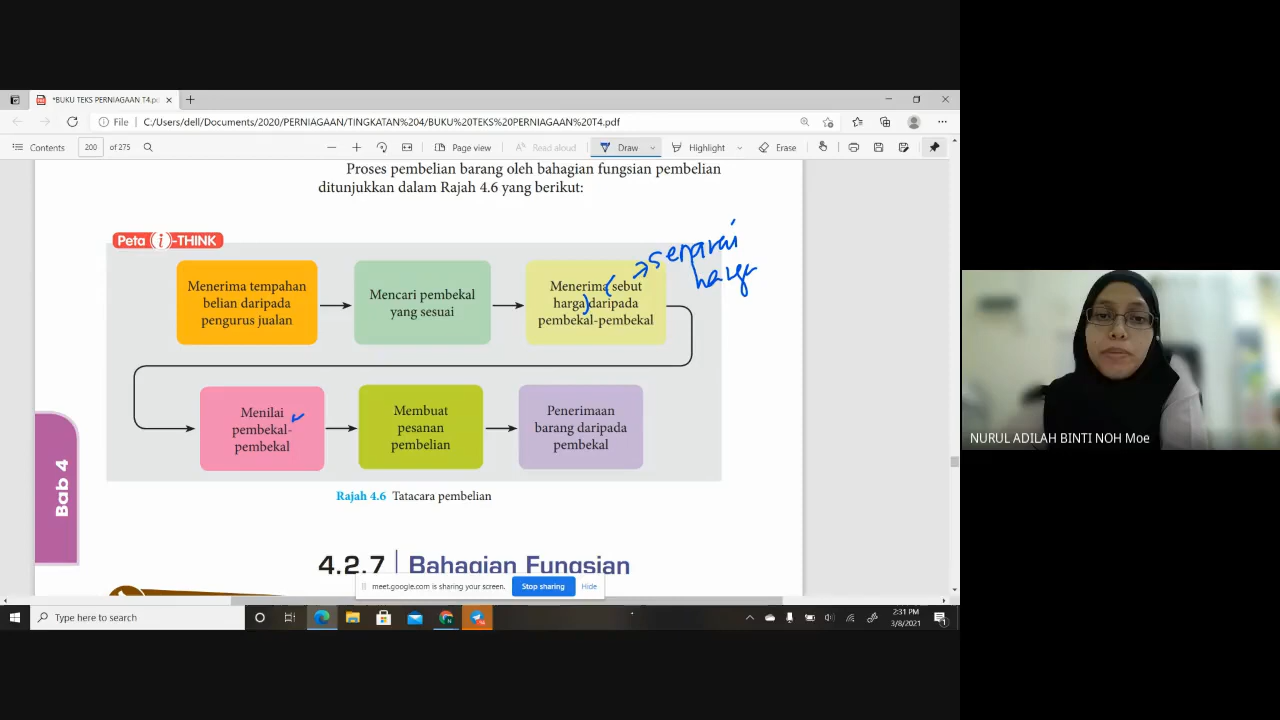 *BUKU TEKS PERNIAGAAN T4.pd
File C:/Users/dell/Documents/2020/PERNIAGAAN/TINGKATAN%204/BUKU%20TEKS%20PERNIAGAAN%20T4.pdf
Contents 200 of 275 Page view Read aloud Draw Highlight Erase
Proses pembelian barang oleh bahagian fungsian pembelian
ditunjukkan dalam Rajah 4.6 yang berikut:
Peta i-THINK
Menerima tempahan
belian daripada
pengurus jualan
Mencari pembekal
yang sesuai
Menerima (sebut
harga) daripada
pembekal-pembekal
senarai
harga
Menilai
pembekal-
pembekal
Membuat
pesanan
pembelian
Penerimaan
barang daripada
pembekal
Rajah 4.6 Tatacara pembelian
Bab 4
4.2.7 Bahagian Fungsian
meet.google.com is sharing your screen. Stop sharing Hide
Type here to search
2:31 PM
3/8/2021
NURUL ADILAH BINTI NOH Moe